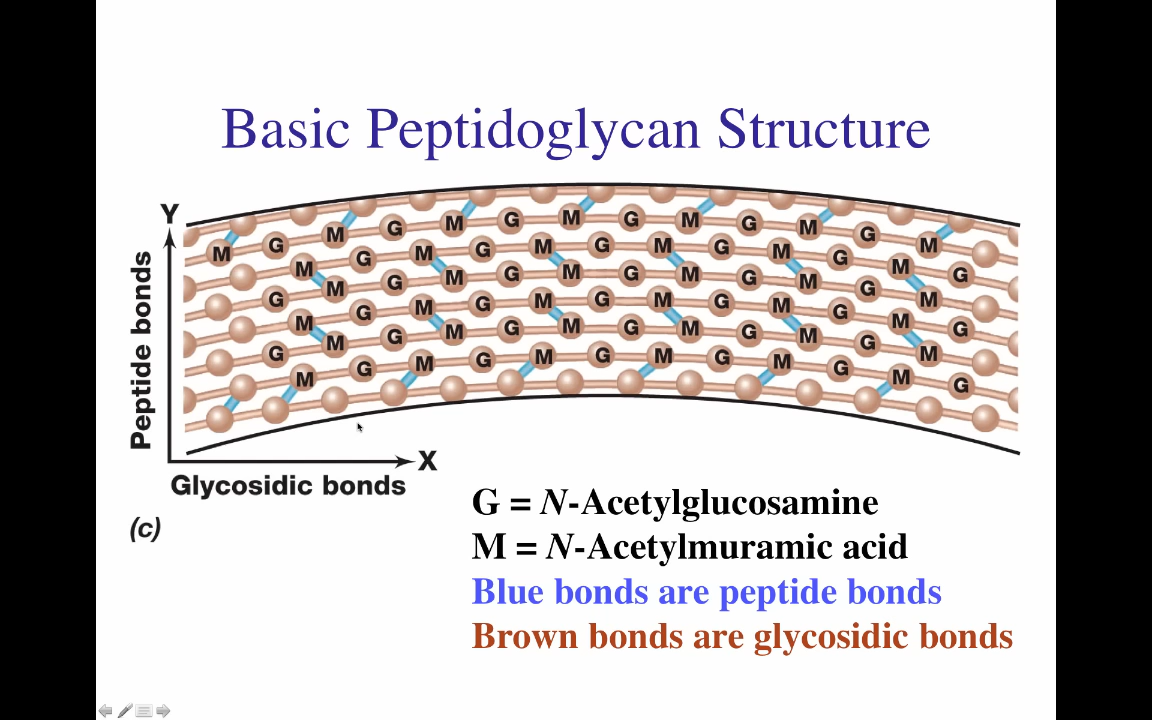 Basic Peptidoglycan Structure
Y
M G M G M G M G M G M G M
M G M G M G M G M G M G
G M G M G M G M G M G M
M G M G M G M G M G M G
G M G M G M G M G M G M
M G M G M G M G M G M G
Peptide bonds
X
Glycosidic bonds
(c)
G = N-Acetylglucosamine
M = N-Acetylmuramic acid
Blue bonds are peptide bonds
Brown bonds are glycosidic bonds